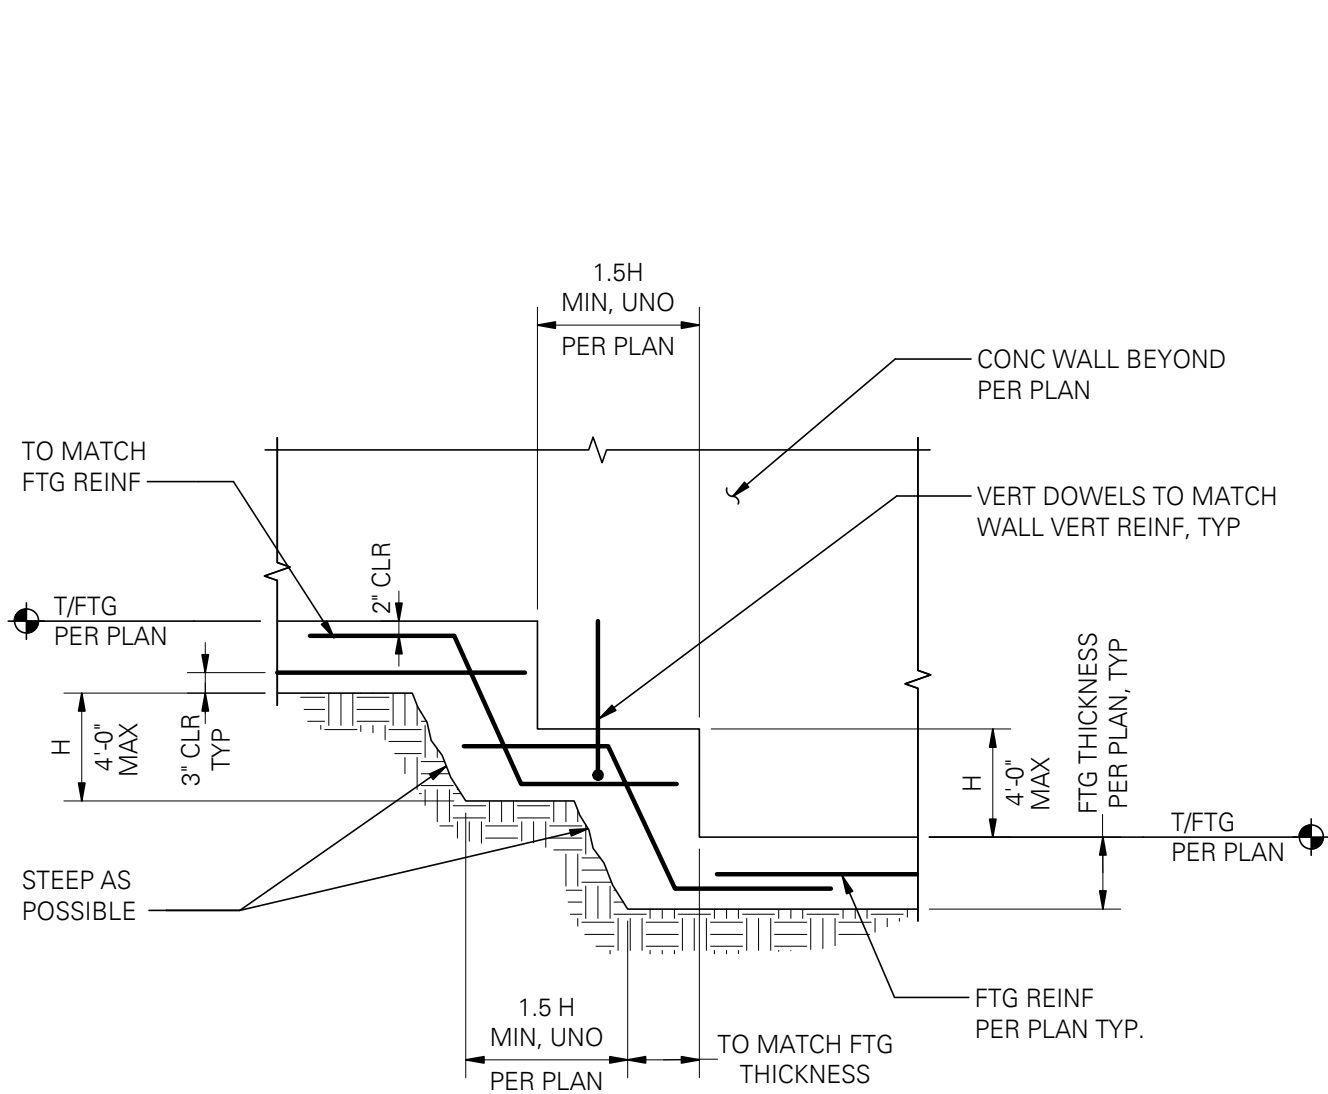 1.5H
MIN, UNO
PER PLAN
CONC WALL BEYOND
PER PLAN
TO MATCH
FTG REINF
VERT DOWELS TO MATCH
WALL VERT REINF, TYP
2" CLR
T/FTG
PER PLAN
H
4'-0"
MAX
3" CLR
TYP
H
4'-0"
MAX
FTG THICKNESS
PER PLAN, TYP
T/FTG
PER PLAN
STEEP AS
POSSIBLE
1.5 H
MIN, UNO
PER PLAN
TO MATCH FTG
THICKNESS
FTG REINF
PER PLAN TYP.